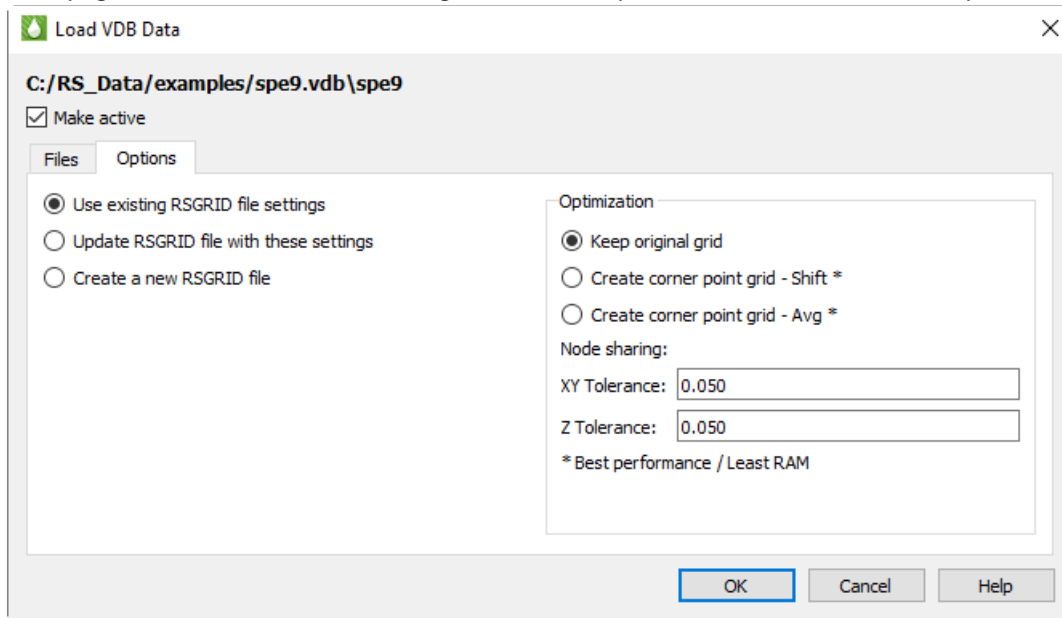 Load VDB Data
C:/RS_Data/examples/spe9.vdb\spe9
Make active
Files Options
Use existing RSGRID file settings
Update RSGRID file with these settings
Create a new RSGRID file
Optimization
Keep original grid
Create corner point grid - Shift *
Create corner point grid - Avg *
Node sharing:
XY Tolerance: 0.050
Z Tolerance: 0.050
* Best performance / Least RAM
OK Cancel Help